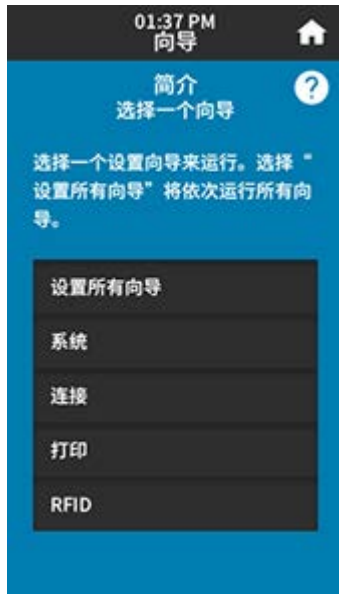 01:37 PM
向导
简介
?
选择一个向导
选择一个设置向导来运行。选择“
设置所有向导”将依次运行所有向
导。
设置所有向导
系统
连接
打印
RFID